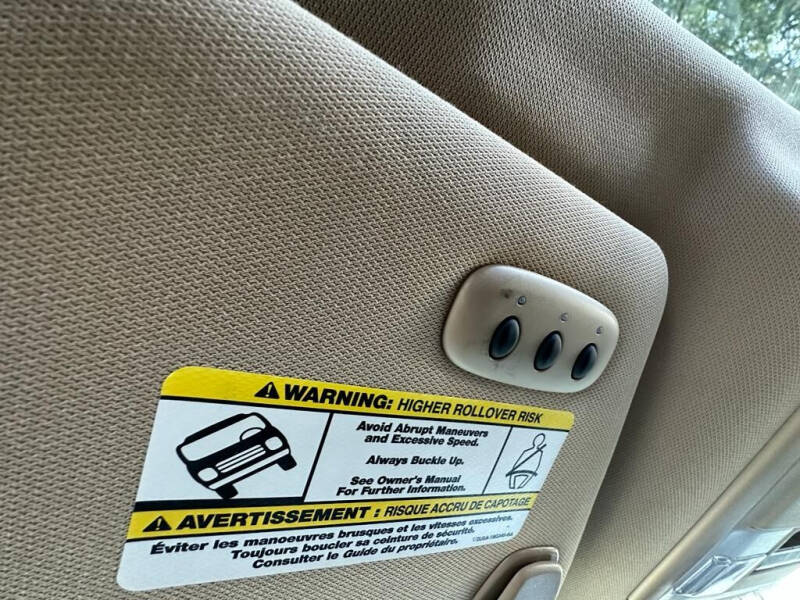 WARNING: HIGHER ROLLOVER RISK
Avoid Abrupt Maneuvers
and Excessive Speed.
Always Buckle Up.
See Owner's Manual
For Further Information.
AVERTISSEMENT : RISQUE ACCRU DE CAPOTAGE
Éviter les manoeuvres brusques et les vitesses excessives.
Toujours boucler sa ceinture de sécurité.
Consulter le Guide du propriétaire.